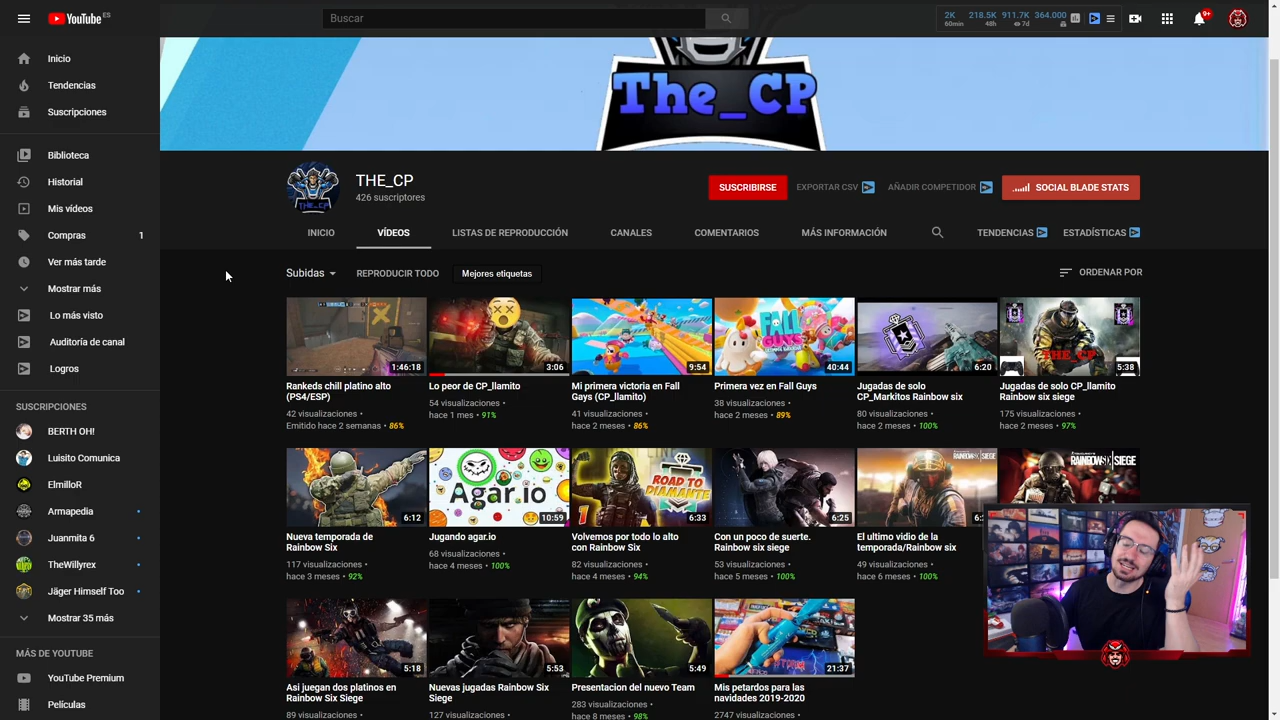 YouTube ES
Buscar
2K 218.5K 911.7K 364.000
60min 48h 7d
9+
Inicio
Tendencias
Suscripciones
Biblioteca
Historial
Mis vídeos
Compras 1
Ver más tarde
Mostrar más
Lo más visto
Auditoría de canal
Logros
SUSCRIPCIONES
BERTH OH!
Luisito Comunica
ElmilloR
Armapedia
Juanmita 6
TheWillyrex
Jäger Himself Too
Mostrar 35 más
MÁS DE YOUTUBE
YouTube Premium
Películas
The_CP
THE_CP
426 suscriptores
SUSCRIBIRSE
EXPORTAR CSV
AÑADIR COMPETIDOR
SOCIAL BLADE STATS
INICIO VÍDEOS LISTAS DE REPRODUCCIÓN CANALES COMENTARIOS MÁS INFORMACIÓN TENDENCIAS ESTADÍSTICAS
Subidas REPRODUCIR TODO Mejores etiquetas ORDENAR POR
1:46:18
Rankeds chill platino alto
(PS4/ESP)
42 visualizaciones •
Emitido hace 2 semanas • 86%
3:06
Lo peor de CP_llamito
54 visualizaciones •
hace 1 mes • 91%
9:54
Mi primera victoria en Fall
Gays (CP_llamito)
41 visualizaciones •
hace 2 meses • 86%
FALL
GUYS
40:44
Primera vez en Fall Guys
38 visualizaciones •
hace 2 meses • 89%
6:20
Jugadas de solo
CP_Markitos Rainbow six
80 visualizaciones •
hace 2 meses • 100%
THE_CP
5:38
Jugadas de solo CP_llamito
Rainbow six siege
175 visualizaciones •
hace 2 meses • 97%
6:12
Nueva temporada de
Rainbow Six
117 visualizaciones •
hace 3 meses • 92%
Agar.io
10:59
Jugando agar.io
68 visualizaciones •
hace 4 meses • 100%
ROAD TO
DIAMANTE
1
6:33
Volvemos por todo lo alto
con Rainbow Six
82 visualizaciones •
hace 4 meses • 94%
6:25
Con un poco de suerte.
Rainbow six siege
53 visualizaciones •
hace 5 meses • 100%
RAINBOW SIX SIEGE
El ultimo vidio de la
temporada/Rainbow six
49 visualizaciones •
hace 6 meses • 100%
RAINBOW SIX SIEGE
5:18
Asi juegan dos platinos en
Rainbow Six Siege
89 visualizaciones •
5:53
Nuevas jugadas Rainbow Six
Siege
127 visualizaciones •
5:49
Presentacion del nuevo Team
283 visualizaciones •
hace 8 meses • 98%
21:37
Mis petardos para las
navidades 2019-2020
2747 visualizaciones •